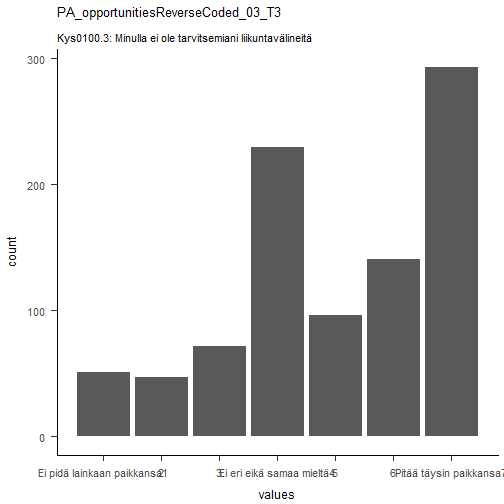 PA_opportunitiesReverseCoded_03_T3
Kys0100.3: Minulla ei ole tarvitsemiani liikuntavälineitä
300
200
100
0
count
Ei pidä lainkaan paikkansa1 2 3 Ei eri eikä samaa mieltä4 5 6 Pitää täysin paikkansa7
values